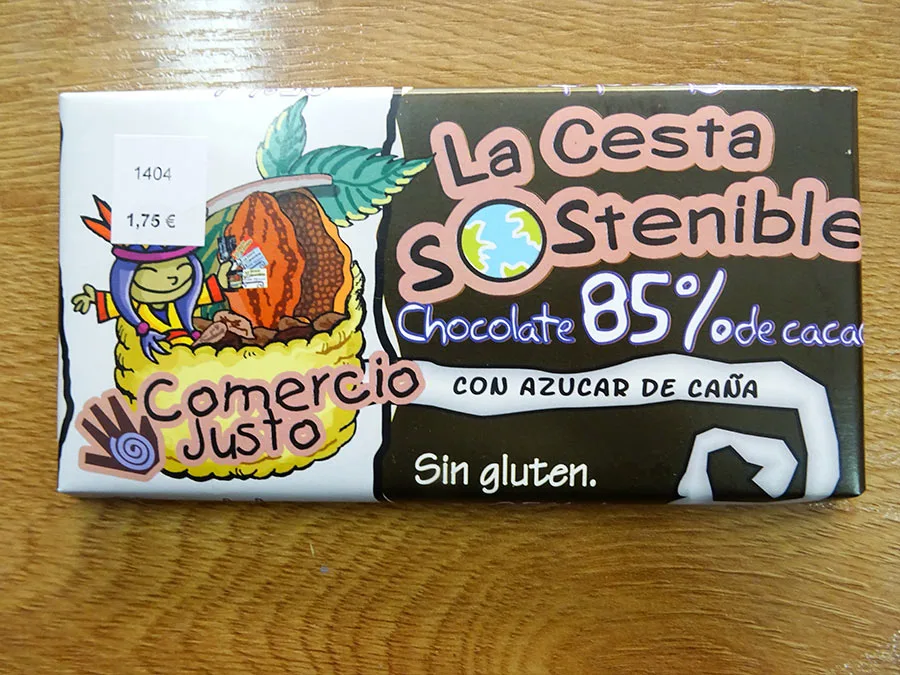 1404
1,75 €
La Cesta
SOStenible
Chocolate 85% de cacao
CON AZUCAR DE CAÑA
Comercio
Justo
Sin gluten.